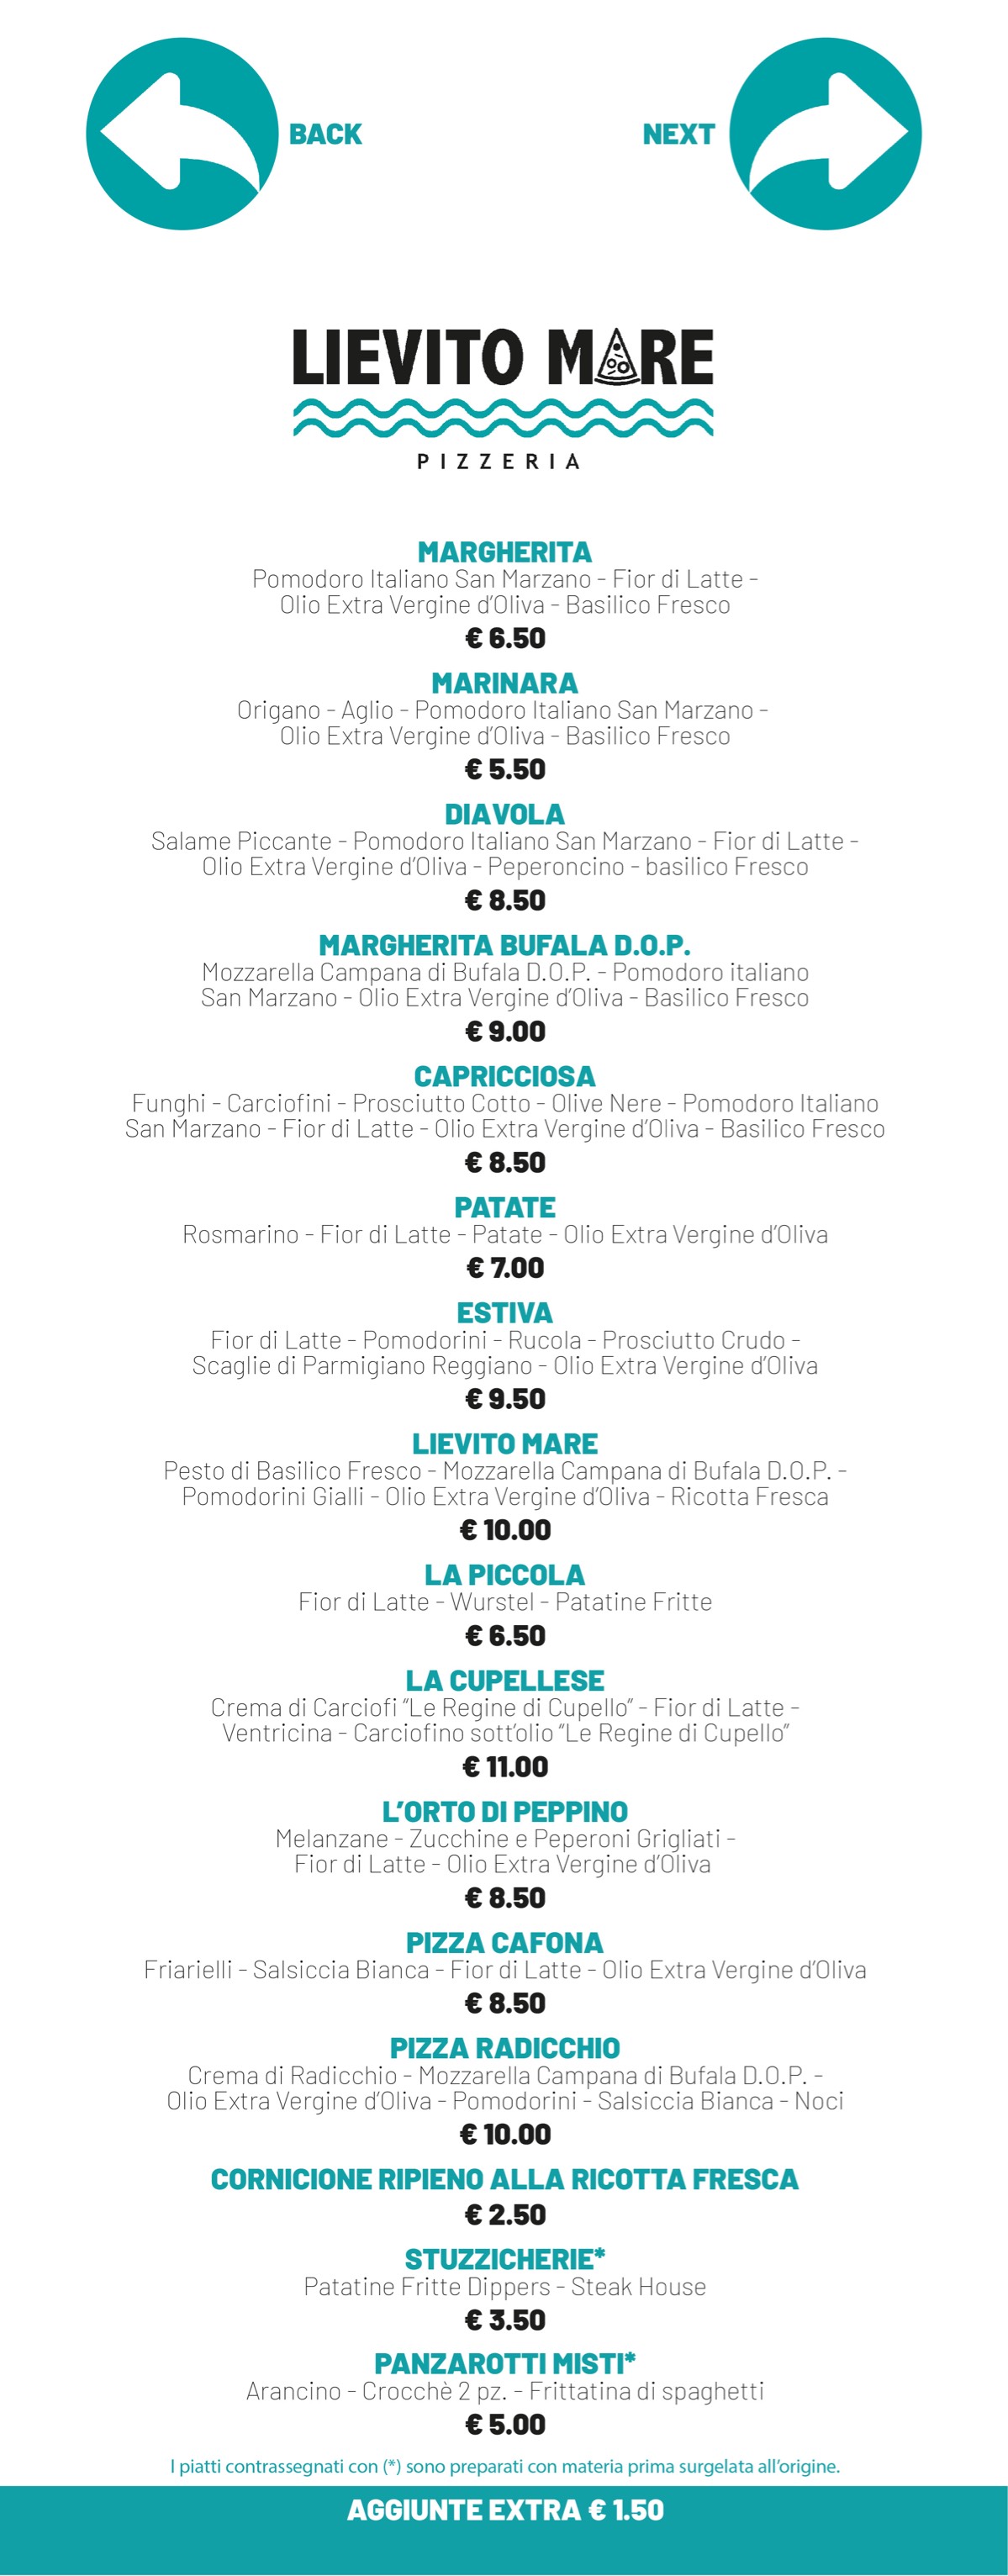 BACK
NEXT
LIEVITO MARE
PIZZERIA
MARGHERITA
Pomodoro Italiano San Marzano - Fior di Latte -
Olio Extra Vergine d’Oliva - Basilico Fresco
€ 6.50
MARINARA
Origano - Aglio - Pomodoro Italiano San Marzano -
Olio Extra Vergine d’Oliva - Basilico Fresco
€ 5.50
DIAVOLA
Salame Piccante - Pomodoro Italiano San Marzano - Fior di Latte -
Olio Extra Vergine d’Oliva - Peperoncino - basilico Fresco
€ 8.50
MARGHERITA BUFALA D.O.P.
Mozzarella Campana di Bufala D.O.P. - Pomodoro italiano
San Marzano - Olio Extra Vergine d’Oliva - Basilico Fresco
€ 9.00
CAPRICCIOSA
Funghi - Carciofini - Prosciutto Cotto - Olive Nere - Pomodoro Italiano
San Marzano - Fior di Latte - Olio Extra Vergine d’Oliva - Basilico Fresco
€ 8.50
PATATE
Rosmarino - Fior di Latte - Patate - Olio Extra Vergine d’Oliva
€ 7.00
ESTIVA
Fior di Latte - Pomodorini - Rucola - Prosciutto Crudo -
Scaglie di Parmigiano Reggiano - Olio Extra Vergine d’Oliva
€ 9.50
LIEVITO MARE
Pesto di Basilico Fresco - Mozzarella Campana di Bufala D.O.P. -
Pomodorini Gialli - Olio Extra Vergine d’Oliva - Ricotta Fresca
€ 10.00
LA PICCOLA
Fior di Latte - Wurstel - Patatine Fritte
€ 6.50
LA CUPELLESE
Crema di Carciofi “Le Regine di Cupello” - Fior di Latte -
Ventricina - Carciofino sott’olio “Le Regine di Cupello”
€ 11.00
L’ORTO DI PEPPINO
Melanzane - Zucchine e Peperoni Grigliati -
Fior di Latte - Olio Extra Vergine d’Oliva
€ 8.50
PIZZA CAFONA
Friarielli - Salsiccia Bianca - Fior di Latte - Olio Extra Vergine d’Oliva
€ 8.50
PIZZA RADICCHIO
Crema di Radicchio - Mozzarella Campana di Bufala D.O.P. -
Olio Extra Vergine d’Oliva - Pomodorini - Salsiccia Bianca - Noci
€ 10.00
CORNICIONE RIPIENO ALLA RICOTTA FRESCA
€ 2.50
STUZZICHERIE*
Patatine Fritte Dippers - Steak House
€ 3.50
PANZAROTTI MISTI*
Arancino - Crocchè 2 pz. - Frittatina di spaghetti
€ 5.00
I piatti contrassegnati con (*) sono preparati con materia prima surgelata all’origine.
AGGIUNTE EXTRA € 1.50